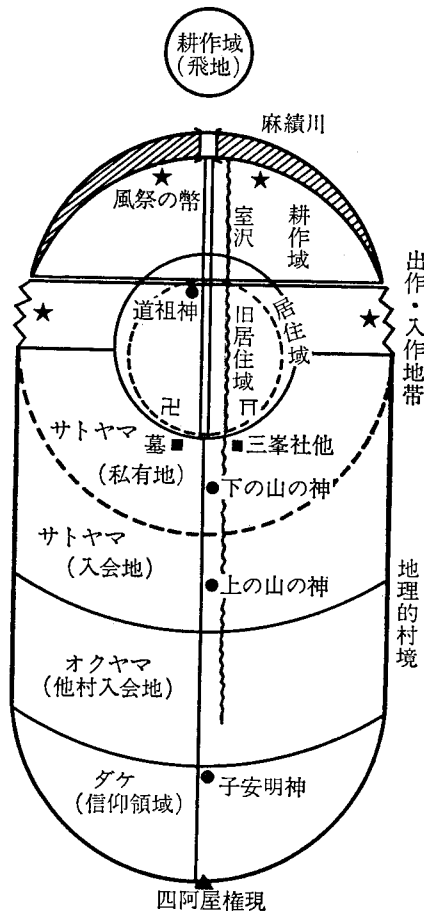 耕作域
(飛地)
麻績川
風祭の幣
室沢
耕作域
出作・入作地帯
道祖神
旧居住域
居住域
卍
⛩
サトヤマ
(私有地)
墓
三峯社他
下の山の神
サトヤマ
(入会地)
上の山の神
地理的村境
オクヤマ
(他村入会地)
ダケ
(信仰領域)
子安明神
四阿屋権現